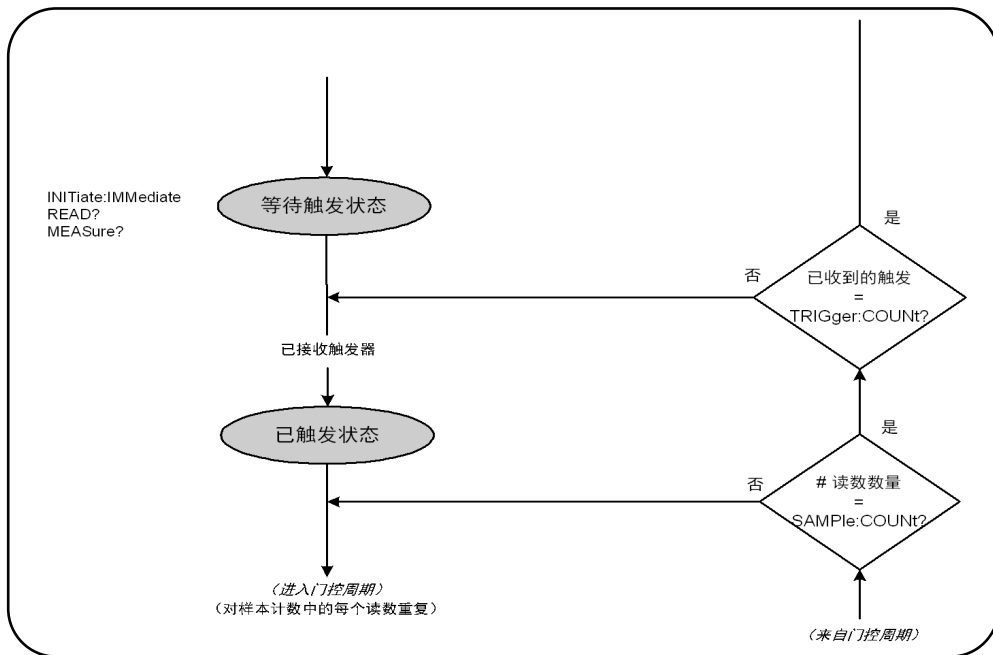 INITiate:IMMediate
READ?
MEASure?
等待触发状态
是
否
已收到的触发
=
TRIGger:COUNt?
已接收触发器
已触发状态
是
否
# 读数数量
=
SAMPle:COUNt?
（进入门控周期）
（对样本计数中的每个读数重复）
（来自门控周期）